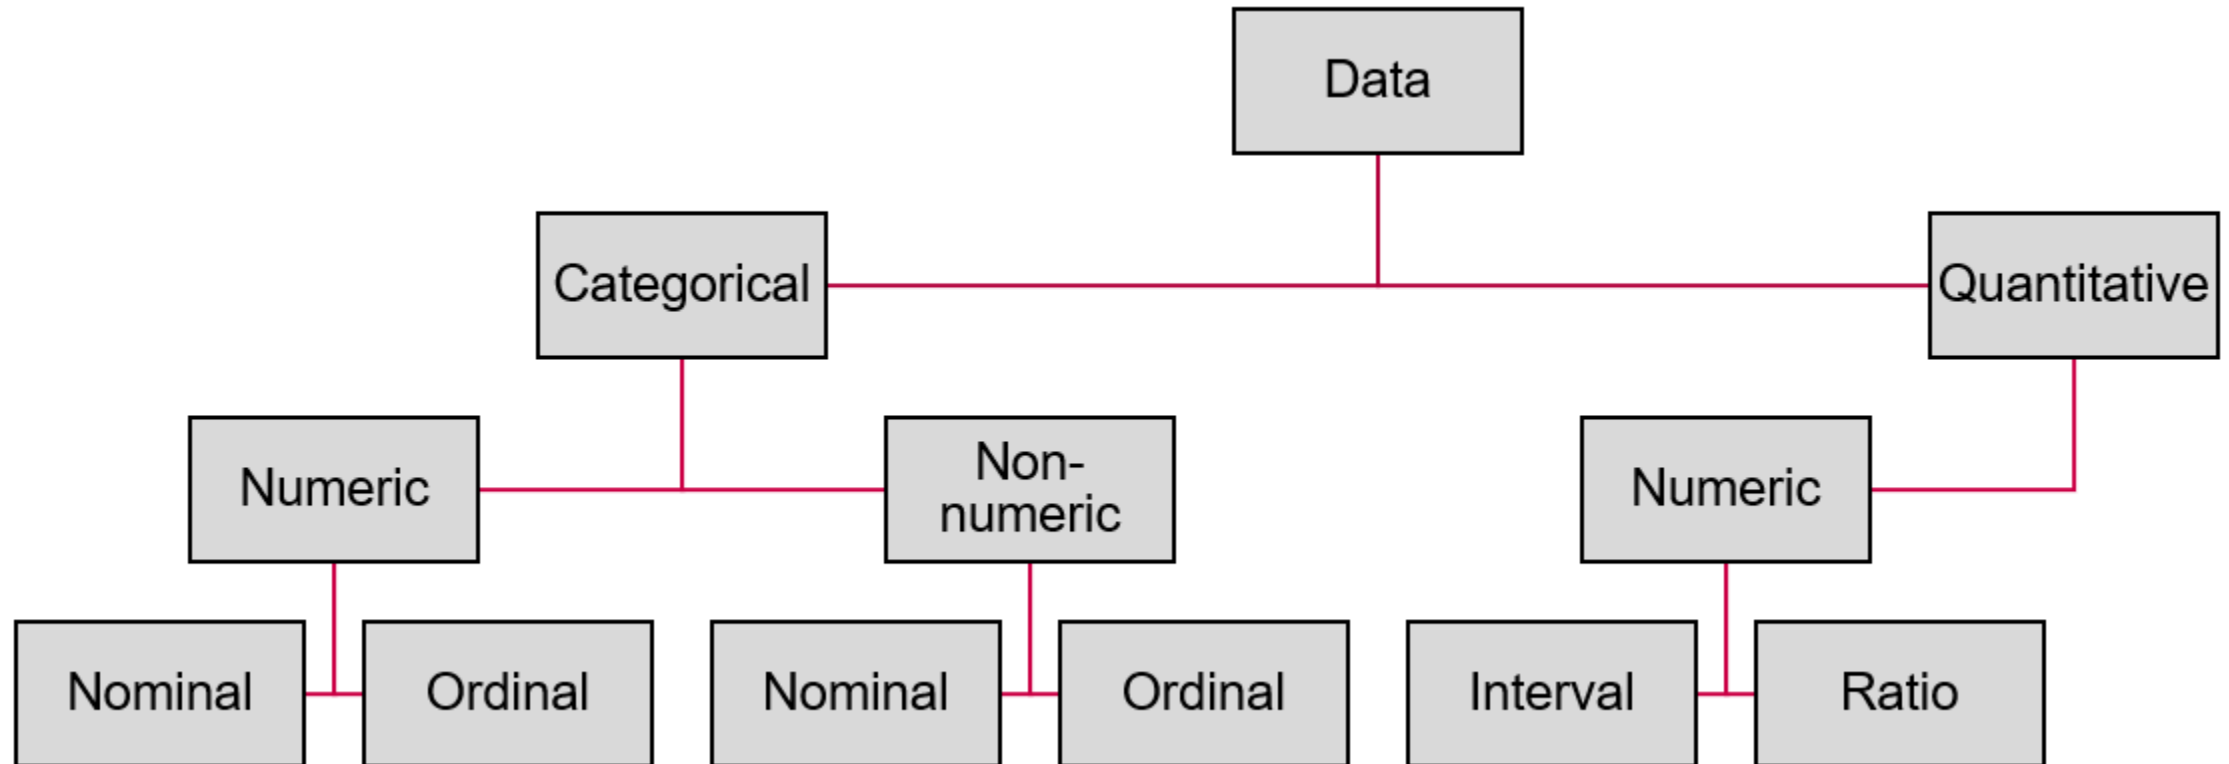 Data
Categorical
Quantitative
Numeric
Non-
numeric
Numeric
Nominal
Ordinal
Nominal
Ordinal
Interval
Ratio